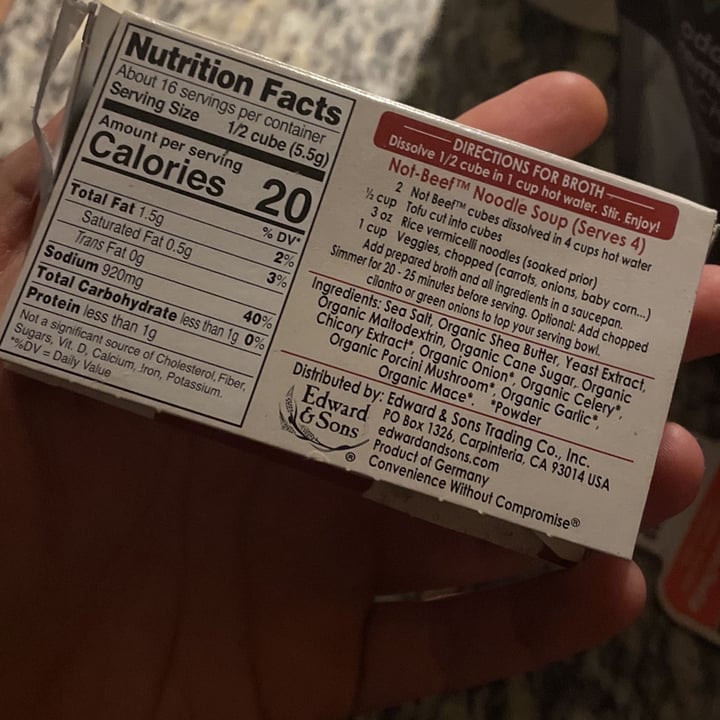 Nutrition Facts
About 16 servings per container
Serving Size 1/2 cube (5.5g)
Amount per serving
Calories 20
% DV*
Total Fat 1.5g 2%
Saturated Fat 0.5g 3%
Trans Fat 0g
Sodium 920mg 40%
Total Carbohydrate less than 1g 0%
Protein less than 1g
Not a significant source of Cholesterol, Fiber,
Sugars, Vit. D, Calcium, Iron, Potassium.
*%DV = Daily Value
DIRECTIONS FOR BROTH
Dissolve 1/2 cube in 1 cup hot water. Stir. Enjoy!
Not-Beef™ Noodle Soup (Serves 4)
2 Not Beef™ cubes dissolved in 4 cups hot water
½ cup Tofu cut into cubes
3 oz Rice vermicelli noodles (soaked prior)
1 cup Veggies, chopped (carrots, onions, baby corn...)
Add prepared broth and all ingredients in a saucepan.
Simmer for 20 - 25 minutes before serving. Optional: Add chopped
cilantro or green onions to top your serving bowl.
Ingredients: Sea Salt, Organic Shea Butter, Yeast Extract,
Organic Maltodextrin, Organic Cane Sugar, Organic
Chicory Extract*, Organic Onion*, Organic Celery*,
Organic Porcini Mushroom*, Organic Garlic*,
Organic Mace*. *Powder
Distributed by: Edward & Sons Trading Co., Inc.
PO Box 1326, Carpinteria, CA 93014 USA
edwardandsons.com
Product of Germany
Convenience Without Compromise®
Edward
& Sons
®